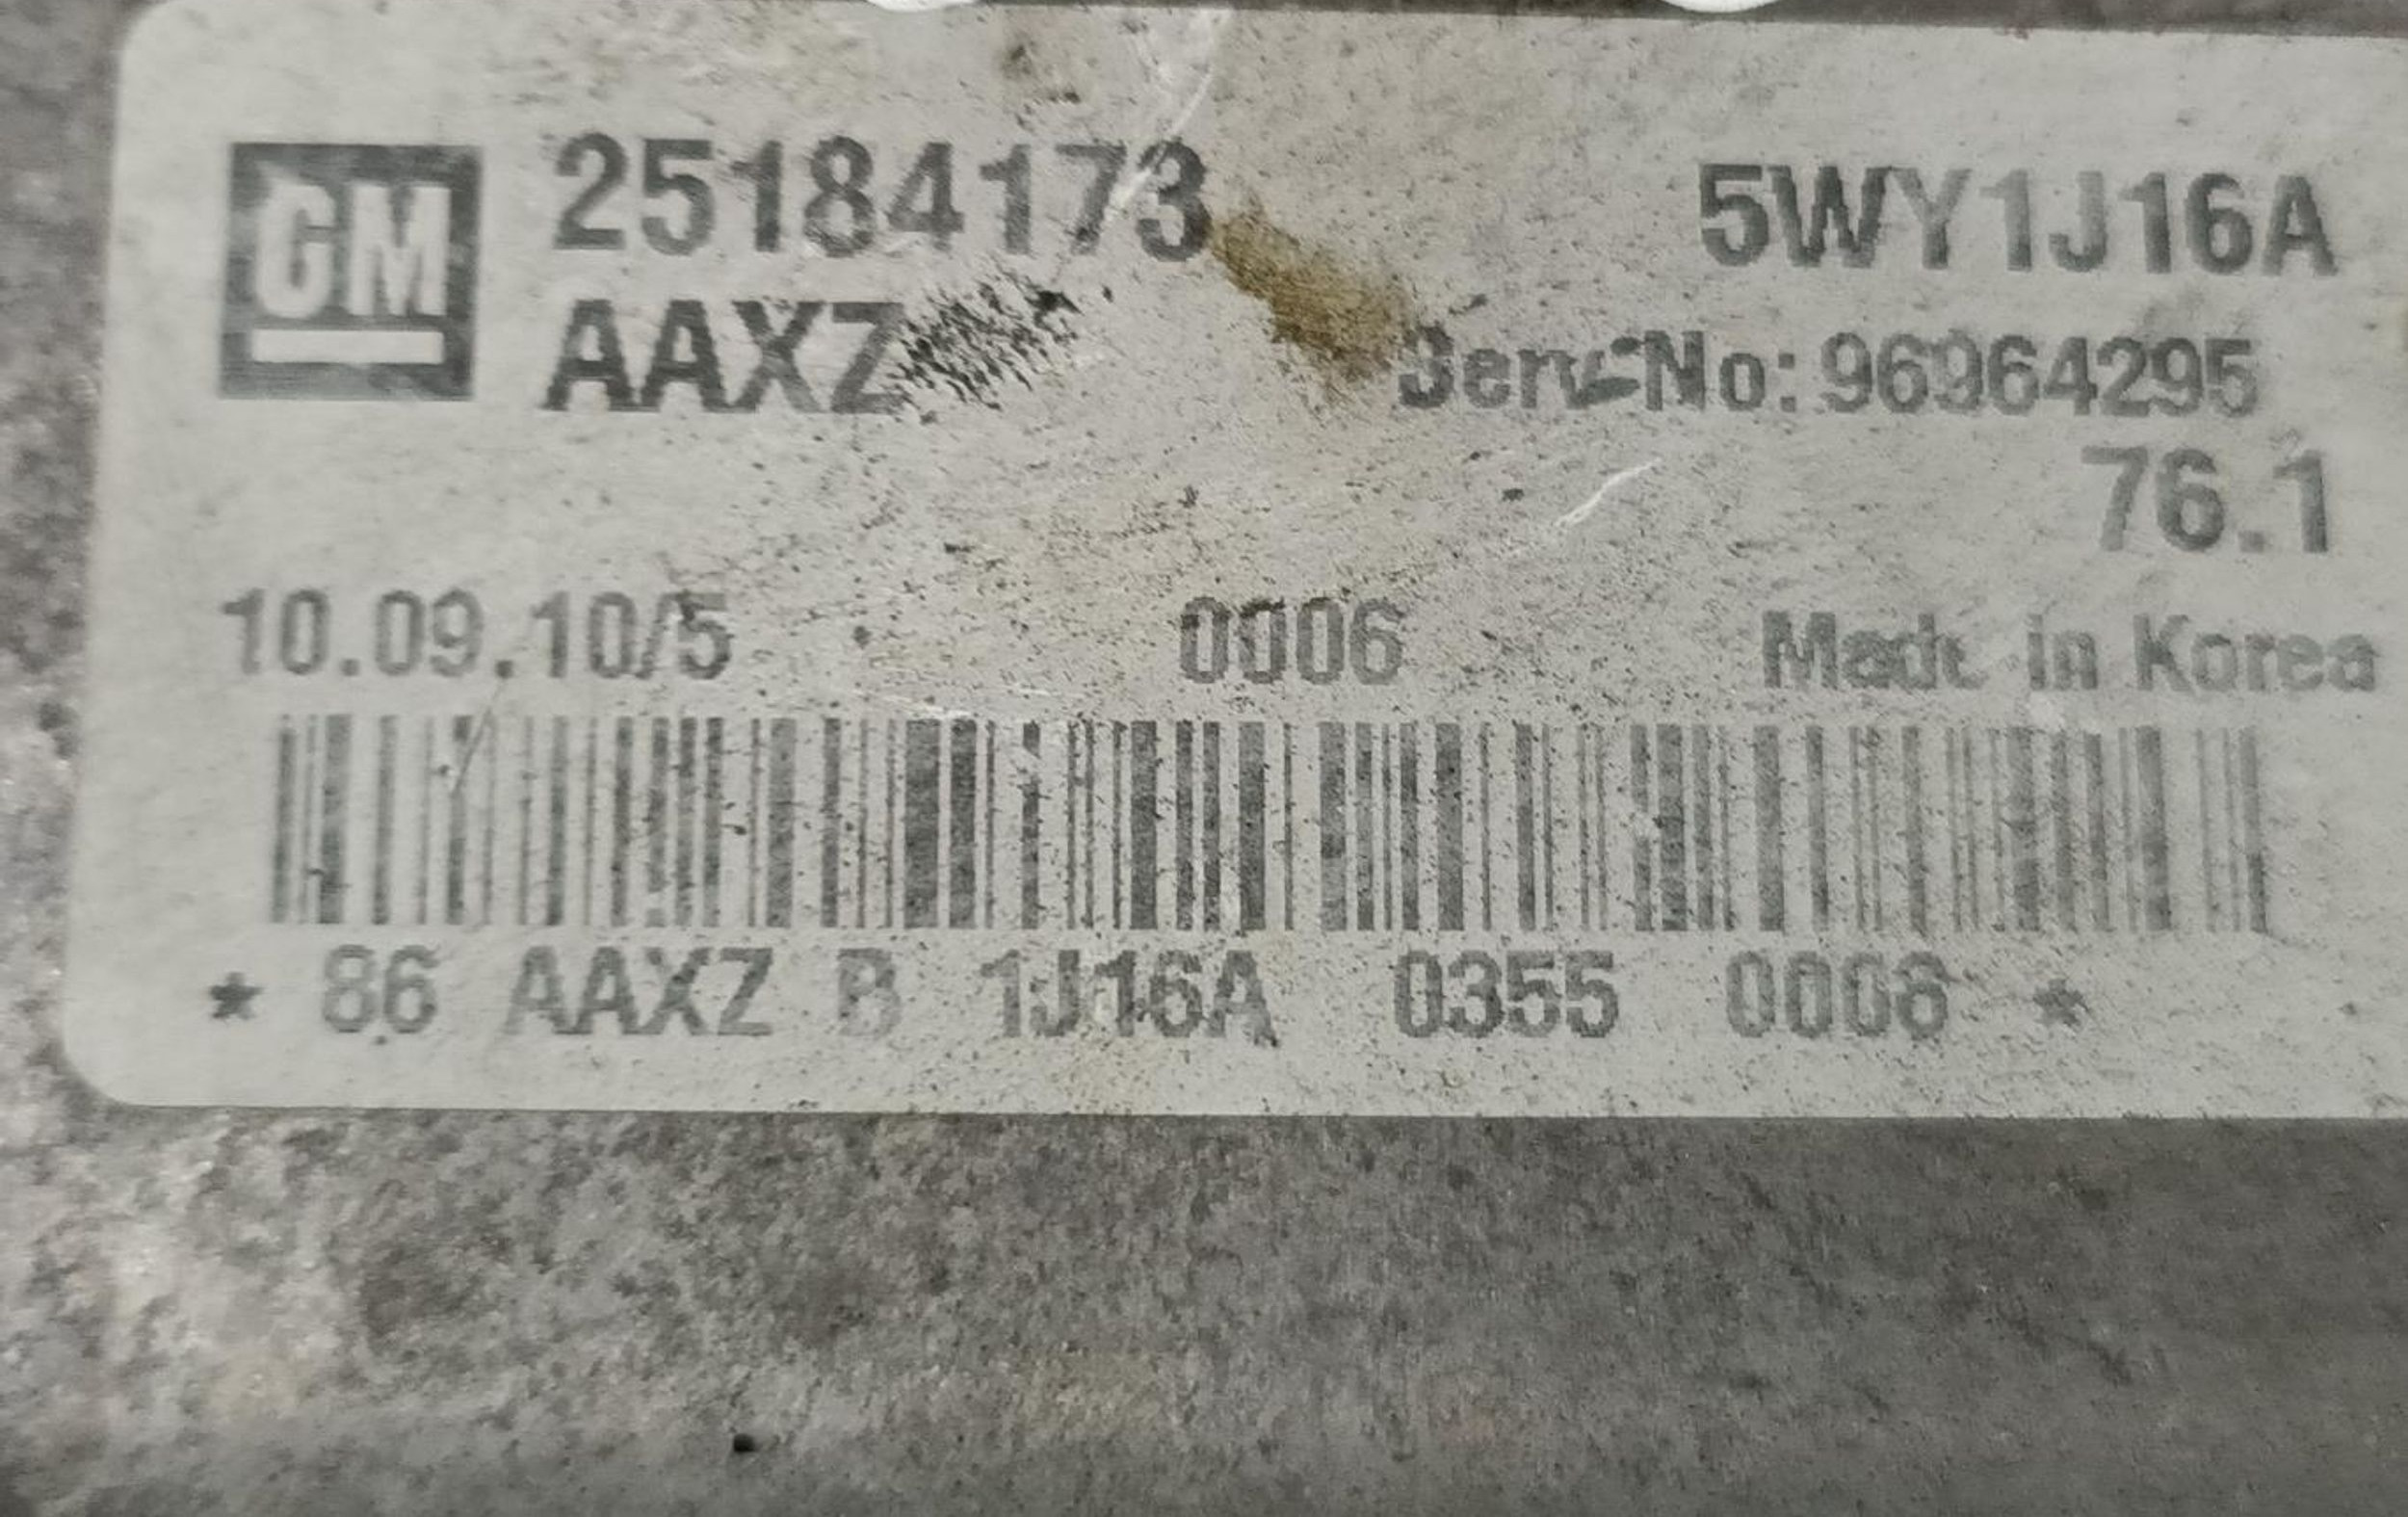 GM 25184173 5WY1J16A
AAXZ Serv-No: 96964295
76.1
10.09.10/5 0006 Made in Korea
* 86 AAXZ B 1J16A 0355 0006 *